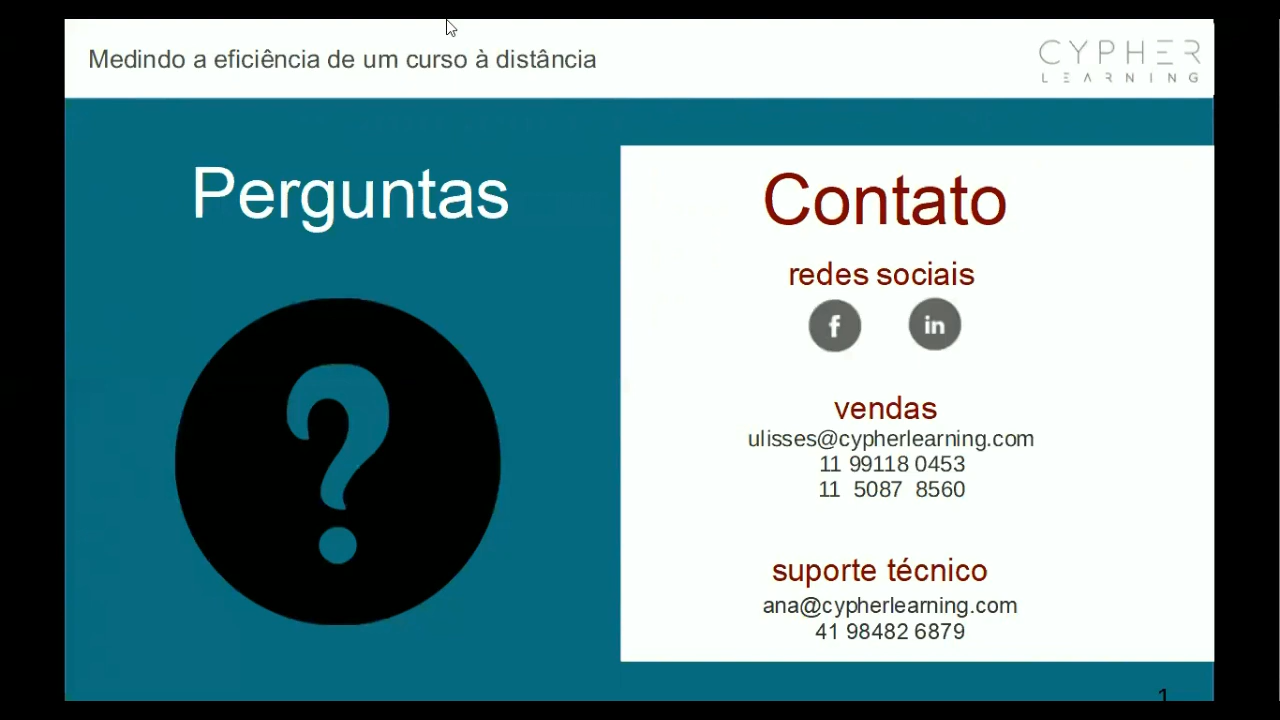 Medindo a eficiência de um curso à distância
CYPHER
LEARNING
Perguntas
?
Contato
redes sociais
f in
vendas
ulisses@cypherlearning.com
11 99118 0453
11 5087 8560
suporte técnico
ana@cypherlearning.com
41 98482 6879
1